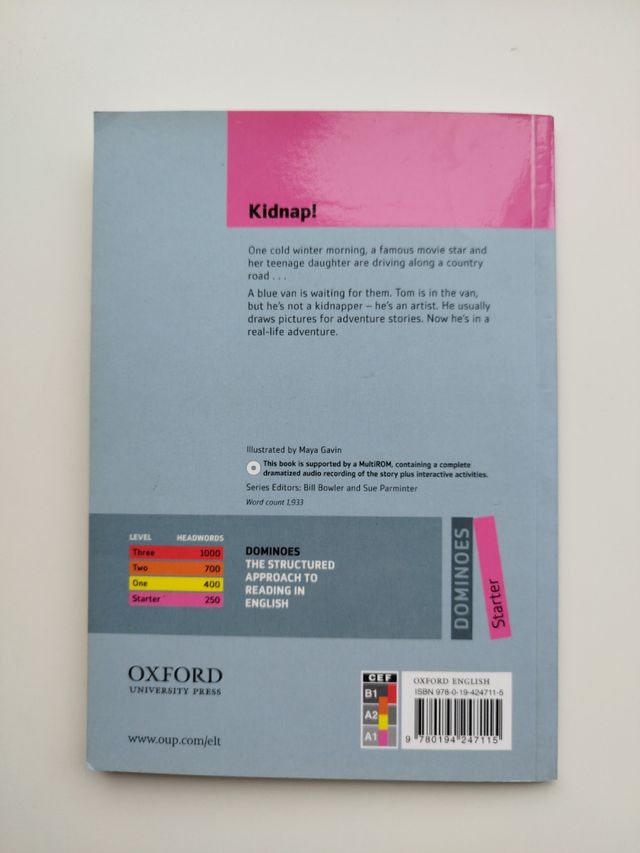 Kidnap!
One cold winter morning, a famous movie star and
her teenage daughter are driving along a country
road . . .
A blue van is waiting for them. Tom is in the van,
but he's not a kidnapper – he's an artist. He usually
draws pictures for adventure stories. Now he's in a
real-life adventure.
Illustrated by Maya Gavin
This book is supported by a MultiROM, containing a complete
dramatized audio recording of the story plus interactive activities.
Series Editors: Bill Bowler and Sue Parminter
Word count 1,933
LEVEL HEADWORDS
Three 1000
Two 700
One 400
Starter 250
DOMINOES
THE STRUCTURED
APPROACH TO
READING IN
ENGLISH
DOMINOES
Starter
OXFORD
UNIVERSITY PRESS
www.oup.com/elt
CEF
B1
A2
A1
OXFORD ENGLISH
ISBN 978-0-19-424711-5
9 780194 247115